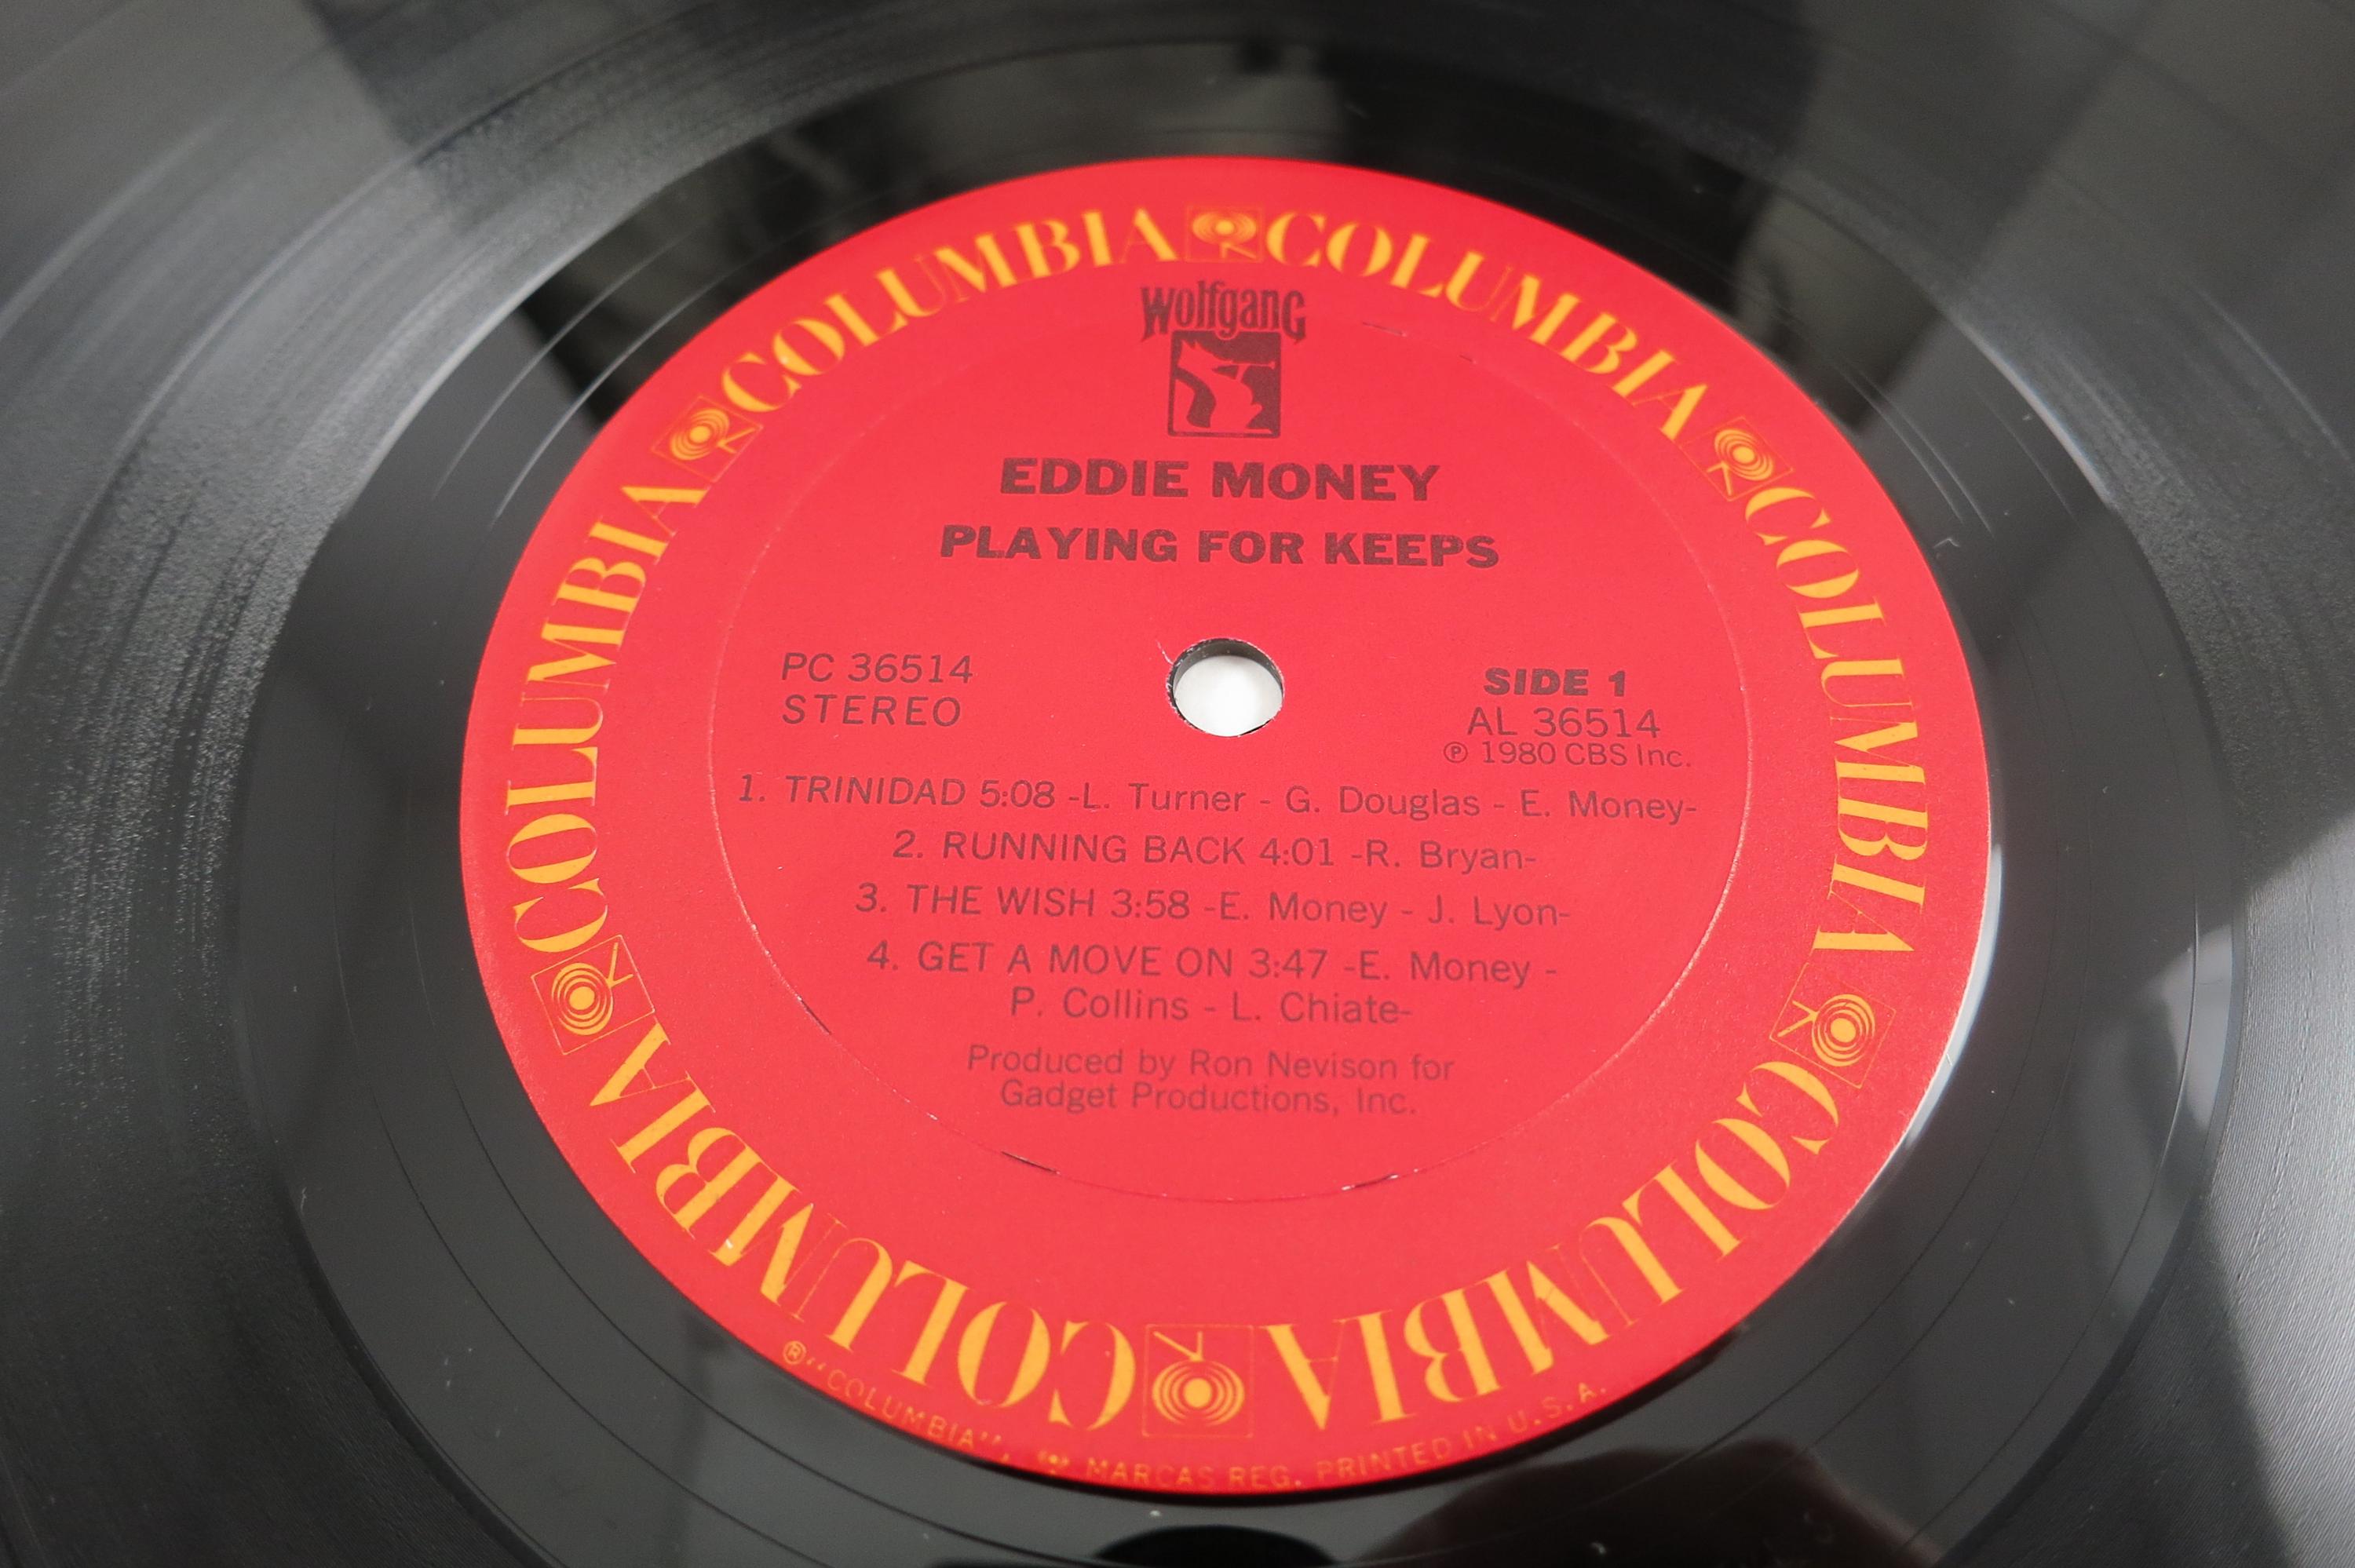 COLUMBIA COLUMBIA COLUMBIA COLUMBIA COLUMBIA COLUMBIA
Wolfgang
EDDIE MONEY
PLAYING FOR KEEPS
PC 36514
STEREO
SIDE 1
AL 36514
℗ 1980 CBS Inc.
1. TRINIDAD 5:08 -L. Turner - G. Douglas - E. Money-
2. RUNNING BACK 4:01 -R. Bryan-
3. THE WISH 3:58 -E. Money - J. Lyon-
4. GET A MOVE ON 3:47 -E. Money -
P. Collins - L. Chiate-
Produced by Ron Nevison for
Gadget Productions, Inc.
® "COLUMBIA", MARCAS REG. PRINTED IN U.S.A.